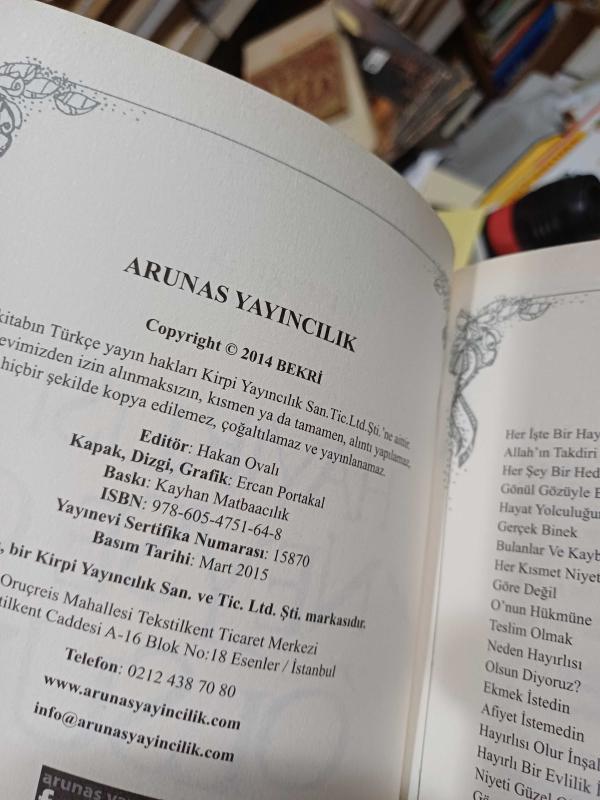 ARUNAS YAYINCILIK
Copyright © 2014 BEKRİ
kitabın Türkçe yayın hakları Kirpi Yayıncılık San.Tic.Ltd.Şti.'ne aittir.
evimizden izin alınmaksızın, kısmen ya da tamamen, alıntı yapılamaz,
hiçbir şekilde kopya edilemez, çoğaltılamaz ve yayınlanamaz.
Editör: Hakan Ovalı
Kapak, Dizgi, Grafik: Ercan Portakal
Baskı: Kayhan Matbaacılık
ISBN: 978-605-4751-64-8
Yayınevi Sertifika Numarası: 15870
Basım Tarihi: Mart 2015
, bir Kirpi Yayıncılık San. ve Tic. Ltd. Şti. markasıdır.
Oruçreis Mahallesi Tekstilkent Ticaret Merkezi
tilkent Caddesi A-16 Blok No:18 Esenler / İstanbul
Telefon: 0212 438 70 80
www.arunasyayincilik.com
info@arunasyayincilik.com
arunas ya
Her İşte Bir Hay
Allah'ın Takdiri
Her Şey Bir Hed
Gönül Gözüyle B
Hayat Yolculuğu
Gerçek Binek
Bulanlar Ve Kayb
Her Kısmet Niyet
Göre Değil
O'nun Hükmüne
Teslim Olmak
Neden Hayırlısı
Olsun Diyoruz?
Ekmek İstedin
Afiyet İstemedin
Hayırlısı Olur İnşal
Hayırlı Bir Evlilik İ
Niyeti Güzel O